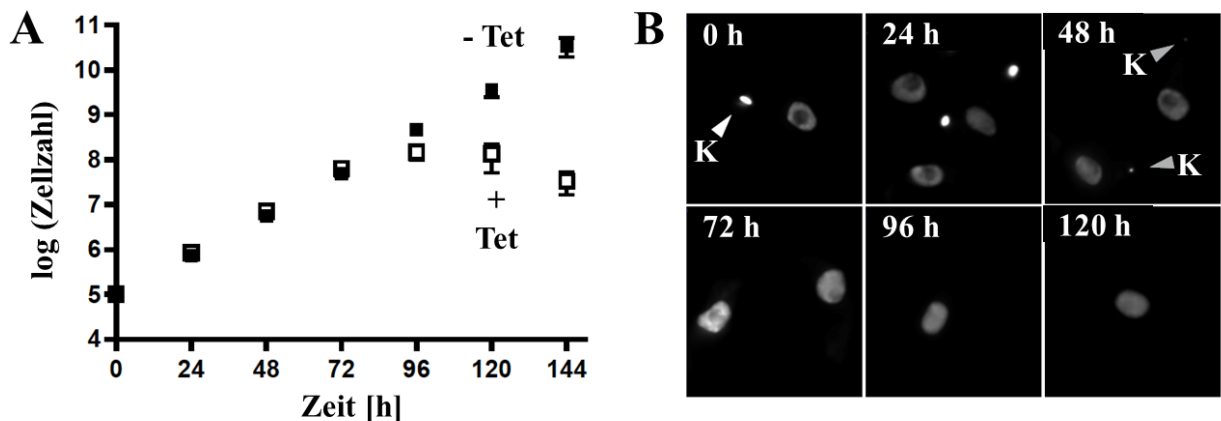 A
log (Zellzahl)
11
10
9
8
7
6
5
4
- Tet
+
Tet
0 24 48 72 96 120 144
Zeit [h]
B
0 h
K
24 h
48 h
K
K
72 h
96 h
120 h